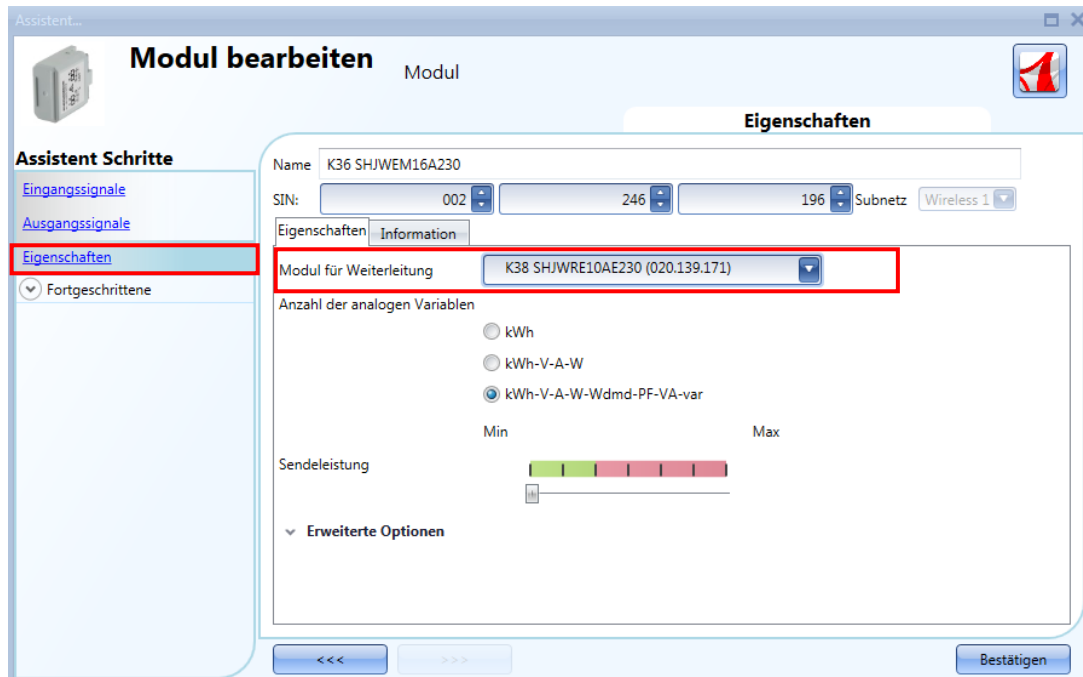 Assistent...
Modul bearbeiten
Modul
Eigenschaften
Assistent Schritte
Eingangssignale
Ausgangssignale
Eigenschaften
Fortgeschrittene
Name K36 SHJWEM16A230
SIN: 002 246 196 Subnetz Wireless 1
Eigenschaften Information
Modul für Weiterleitung K38 SHJWRE10AE230 (020.139.171)
Anzahl der analogen Variablen
kWh
kWh-V-A-W
kWh-V-A-W-Wdmd-PF-VA-var
Min Max
Sendeleistung
Erweiterte Optionen
<<< >>> Bestätigen